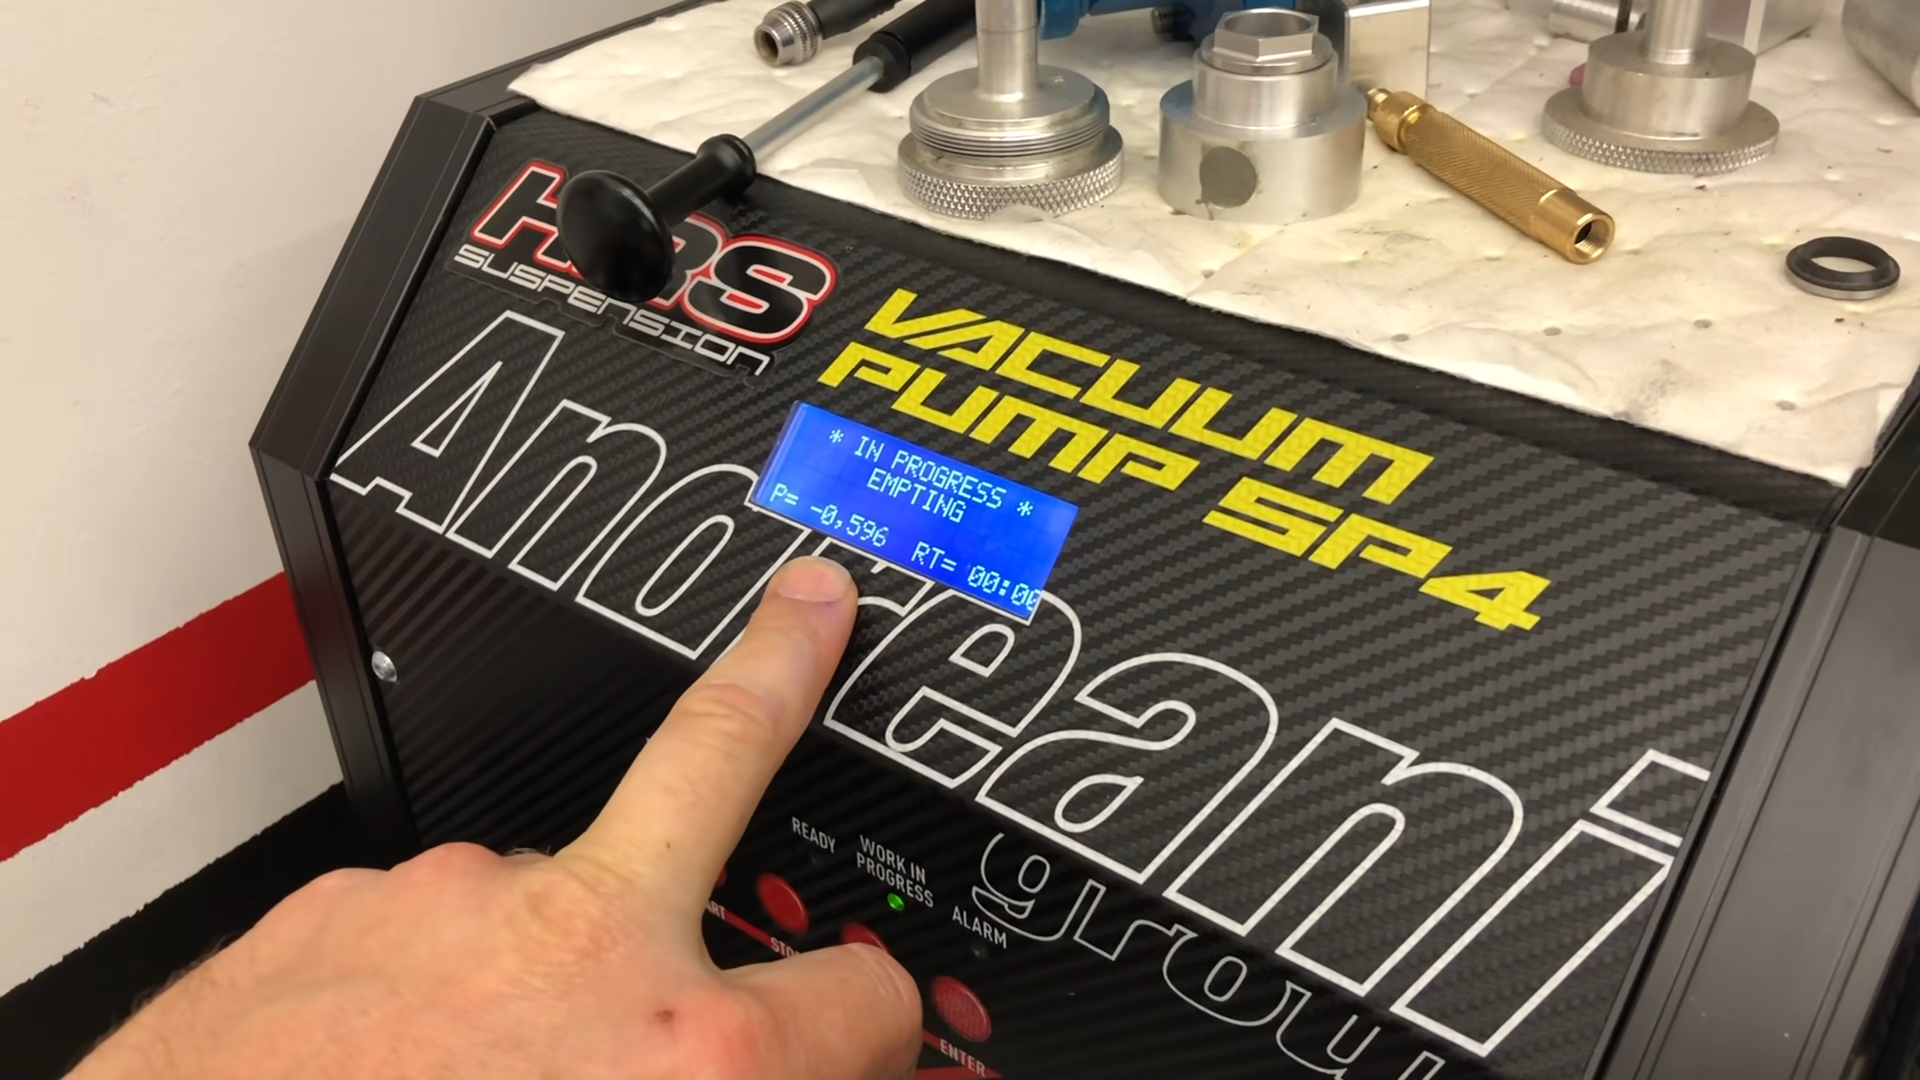 SUSPENSION
VACUUM
PUMP SP4
Andreani
group
* IN PROGRESS *
EMPTING
P= -0,596 RT= 00:00
READY
WORK IN
PROGRESS
ALARM
ENTER